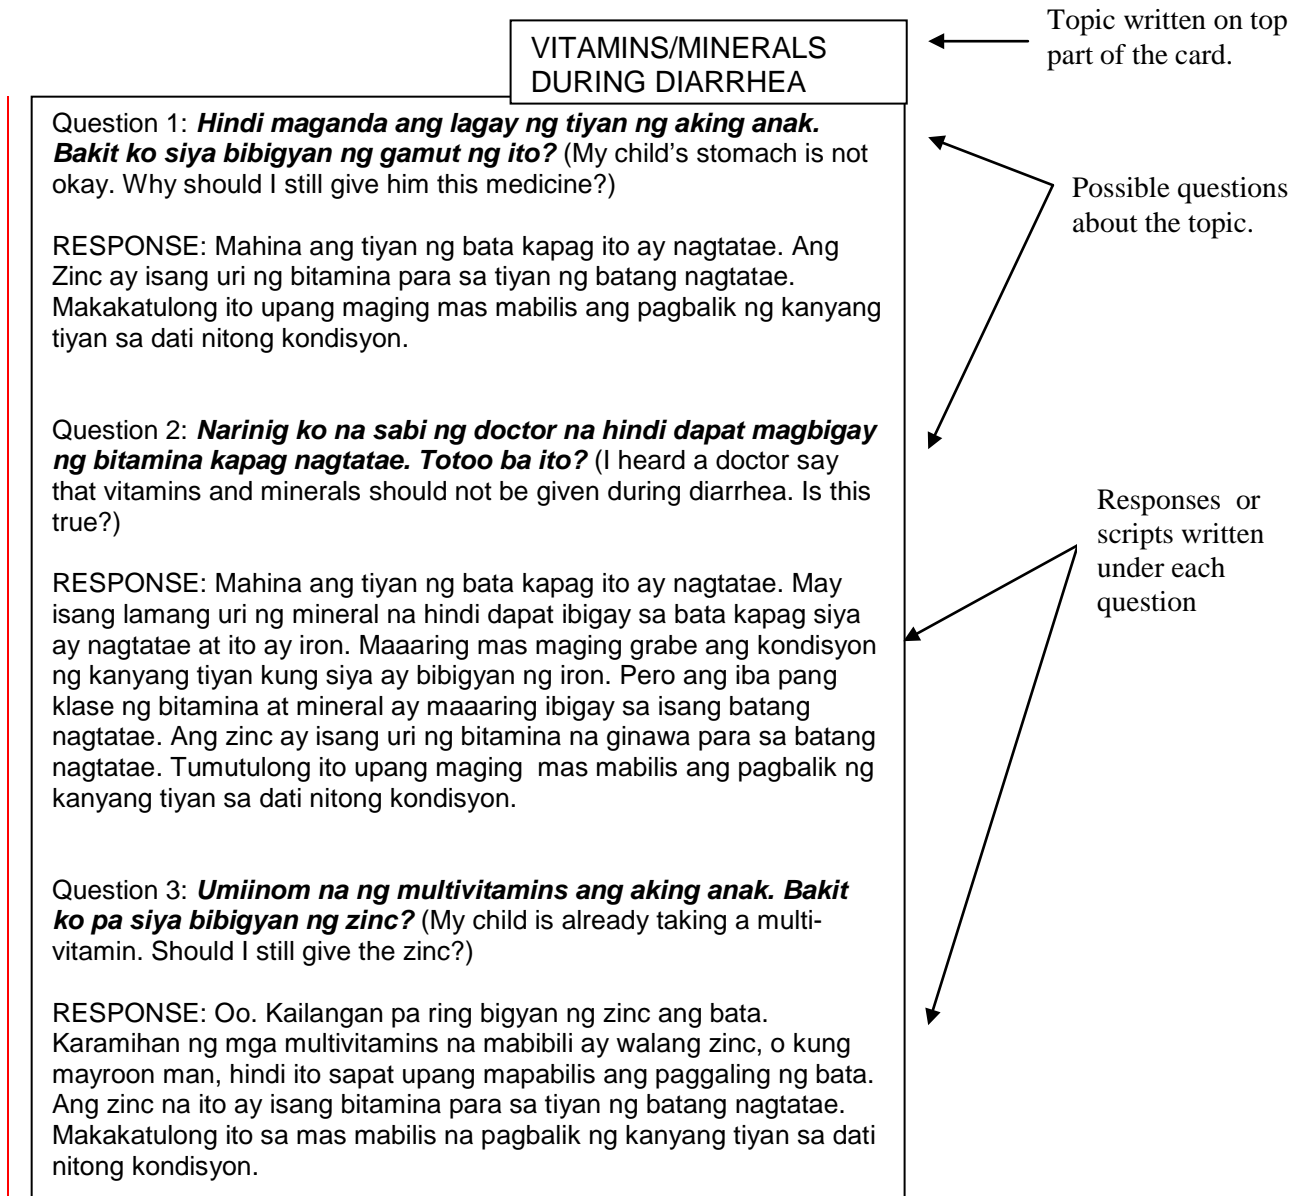 VITAMINS/MINERALS
DURING DIARRHEA
Topic written on top
part of the card.
Question 1: Hindi maganda ang lagay ng tiyan ng aking anak.
Bakit ko siya bibigyan ng gamut ng ito? (My child’s stomach is not
okay. Why should I still give him this medicine?)
Possible questions
about the topic.
RESPONSE: Mahina ang tiyan ng bata kapag ito ay nagtatae. Ang
Zinc ay isang uri ng bitamina para sa tiyan ng batang nagtatae.
Makakatulong ito upang maging mas mabilis ang pagbalik ng kanyang
tiyan sa dati nitong kondisyon.
Question 2: Narinig ko na sabi ng doctor na hindi dapat magbigay
ng bitamina kapag nagtatae. Totoo ba ito? (I heard a doctor say
that vitamins and minerals should not be given during diarrhea. Is this
true?)
Responses or
scripts written
under each
question
RESPONSE: Mahina ang tiyan ng bata kapag ito ay nagtatae. May
isang lamang uri ng mineral na hindi dapat ibigay sa bata kapag siya
ay nagtatae at ito ay iron. Maaaring mas maging grabe ang kondisyon
ng kanyang tiyan kung siya ay bibigyan ng iron. Pero ang iba pang
klase ng bitamina at mineral ay maaaring ibigay sa isang batang
nagtatae. Ang zinc ay isang uri ng bitamina na ginawa para sa batang
nagtatae. Tumutulong ito upang maging mas mabilis ang pagbalik ng
kanyang tiyan sa dati nitong kondisyon.
Question 3: Umiinom na ng multivitamins ang aking anak. Bakit
ko pa siya bibigyan ng zinc? (My child is already taking a multi-
vitamin. Should I still give the zinc?)
RESPONSE: Oo. Kailangan pa ring bigyan ng zinc ang bata.
Karamihan ng mga multivitamins na mabibili ay walang zinc, o kung
mayroon man, hindi ito sapat upang mapabilis ang paggaling ng bata.
Ang zinc na ito ay isang bitamina para sa tiyan ng batang nagtatae.
Makakatulong ito sa mas mabilis na pagbalik ng kanyang tiyan sa dati
nitong kondisyon.